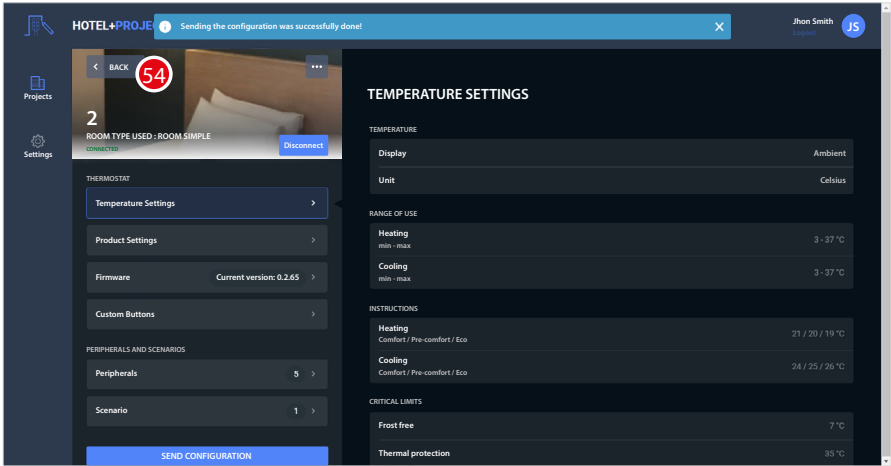 HOTEL+PROJE
Sending the configuration was successfully done!
Jhon Smith
Logout
JS
Projects
Settings
BACK
54
2
ROOM TYPE USED : ROOM SIMPLE
CONNECTED
Disconnect
THERMOSTAT
Temperature Settings
Product Settings
Firmware Current version: 0.2.65
Custom Buttons
PERIPHERALS AND SCENARIOS
Peripherals 5
Scenario 1
SEND CONFIGURATION
TEMPERATURE SETTINGS
TEMPERATURE
Display Ambient
Unit Celsius
RANGE OF USE
Heating
min - max
3 - 37 °C
Cooling
min - max
3 - 37 °C
INSTRUCTIONS
Heating
Comfort / Pre-comfort / Eco
21 / 20 / 19 °C
Cooling
Comfort / Pre-comfort / Eco
24 / 25 / 26 °C
CRITICAL LIMITS
Frost free 7 °C
Thermal protection 35 °C